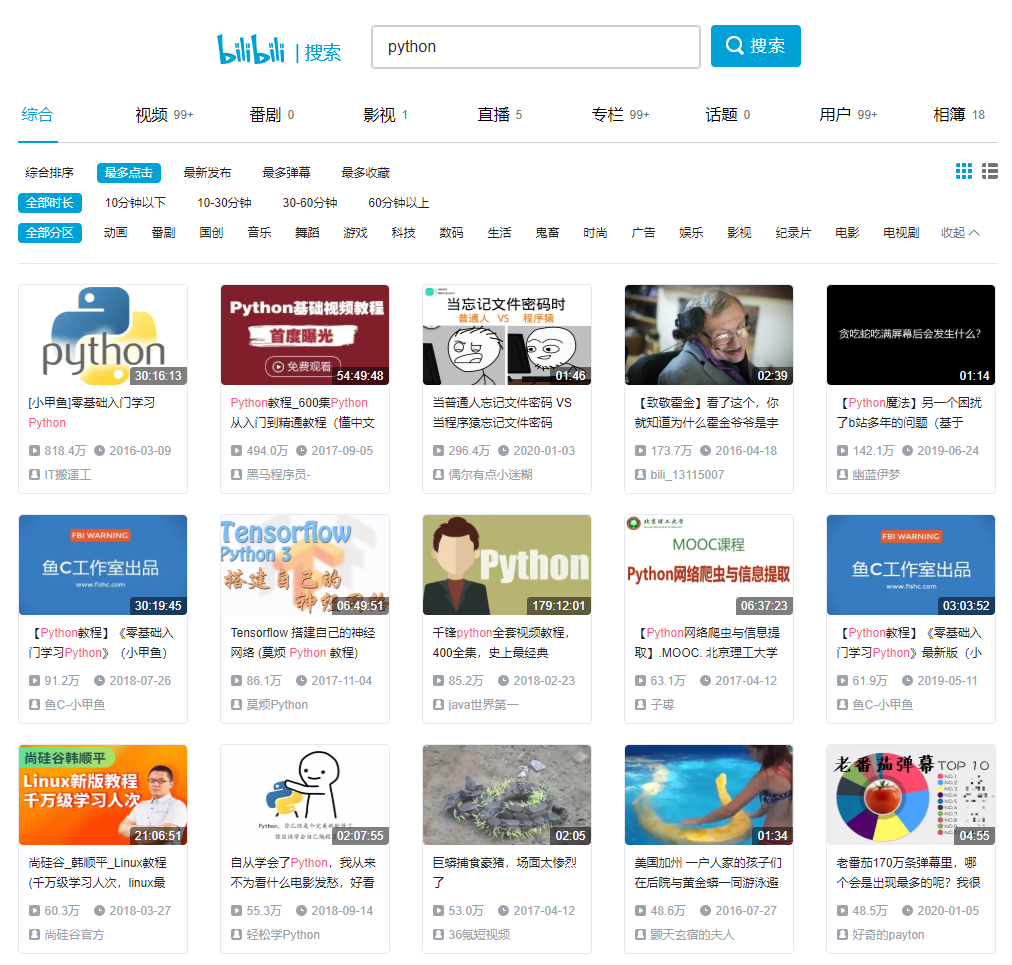 bilibili | 搜索
python
搜索
综合 视频 99+ 番剧 0 影视 1 直播 5 专栏 99+ 话题 0 用户 99+ 相簿 18
综合排序 最多点击 最新发布 最多弹幕 最多收藏
全部时长 10分钟以下 10-30分钟 30-60分钟 60分钟以上
全部分区 动画 番剧 国创 音乐 舞蹈 游戏 科技 数码 生活 鬼畜 时尚 广告 娱乐 影视 纪录片 电影 电视剧 收起
python
30:16:13
[小甲鱼]零基础入门学习
Python
818.4万 2016-03-09
IT搬運工
Python基础视频教程
首度曝光
免费观看
54:49:48
Python教程_600集Python
从入门到精通教程（懂中文
494.0万 2017-09-05
黑马程序员-
当忘记文件密码时
普通人 VS 程序猿
01:46
当普通人忘记文件密码 VS
当程序猿忘记文件密码
296.4万 2020-01-03
偶尔有点小迷糊
02:39
【致敬霍金】看了这个，你
就知道为什么霍金爷爷是宇
173.7万 2016-04-18
bili_13115007
贪吃蛇吃满屏幕后会发生什么?
01:14
【Python魔法】另一个困扰
了b站多年的问题（基于
142.1万 2019-06-24
幽蓝伊梦
FBI WARNING
鱼C工作室出品
www.fishc.com
30:19:45
【Python教程】《零基础入
门学习Python》（小甲鱼）
91.2万 2018-07-26
鱼C-小甲鱼
Tensorflow
Python 3
搭建自己的
神经网络
06:49:51
Tensorflow 搭建自己的神经
网络 (莫烦 Python 教程)
86.1万 2017-11-04
莫烦Python
Python
179:12:01
千锋python全套视频教程，
400全集，史上最经典
85.2万 2018-02-23
java世界第一
北京理工大学
MOOC课程
Python网络爬虫与信息提取
06:37:23
【Python网络爬虫与信息提
取】.MOOC. 北京理工大学
63.1万 2017-04-12
子専
FBI WARNING
鱼C工作室出品
www.fishc.com
03:03:52
【Python教程】《零基础入
门学习Python》最新版（小
61.9万 2019-05-11
鱼C-小甲鱼
尚硅谷韩顺平
Linux新版教程
千万级学习人次
21:06:51
尚硅谷_韩顺平_Linux教程
(千万级学习人次，linux最
60.3万 2018-03-27
尚硅谷官方
Python，你已经是个完美的软件了
你应该学会自己编程
02:07:55
自从学会了Python，我从来
不为看什么电影发愁，好看
55.3万 2018-09-14
轻松学Python
02:05
巨蟒捕食豪猪，场面太惨烈
了
53.0万 2017-04-12
36氪短视频
01:34
美国加州 一户人家的孩子们
在后院与黄金蟒一同游泳避
48.6万 2016-07-27
颢天玄宿的夫人
老番茄弹幕TOP 10
NO.1
NO.2
NO.3
NO.4
NO.5
NO.6
NO.7
NO.8
04:55
老番茄170万条弹幕里，哪
个会是出现最多的呢？我很
48.5万 2020-01-05
好奇的payton